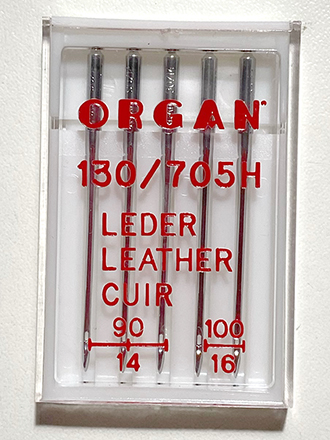 ORGAN
130/705H
LEDER
LEATHER
CUIR
90 100
14 16